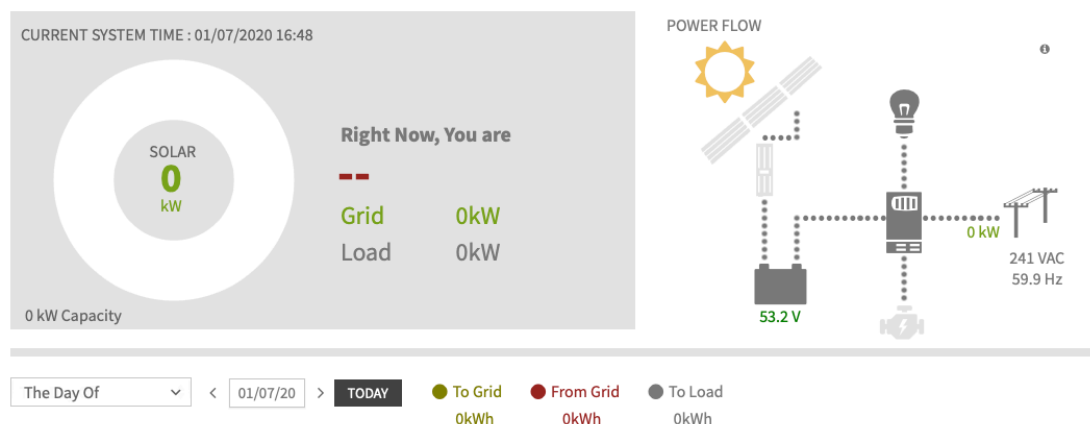 CURRENT SYSTEM TIME : 01/07/2020 16:48
SOLAR
0
kW
Right Now, You are
--
Grid 0kW
Load 0kW
0 kW Capacity
POWER FLOW
0 kW
241 VAC
59.9 Hz
53.2 V
The Day Of
< 01/07/20 > TODAY
To Grid From Grid To Load
0kWh 0kWh 0kWh